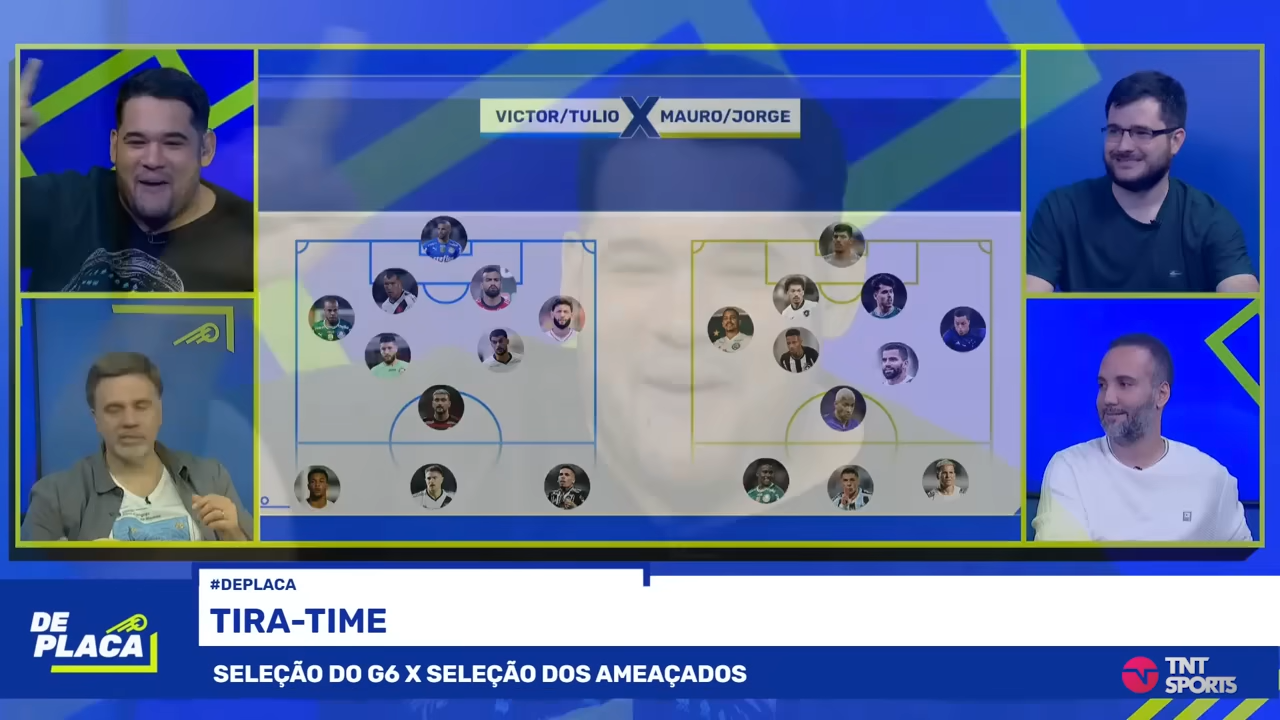 VICTOR/TULIO X MAURO/JORGE
#DEPLACA
TIRA-TIME
DE
PLACA
SELEÇÃO DO G6 X SELEÇÃO DOS AMEAÇADOS
TNT
SPORTS